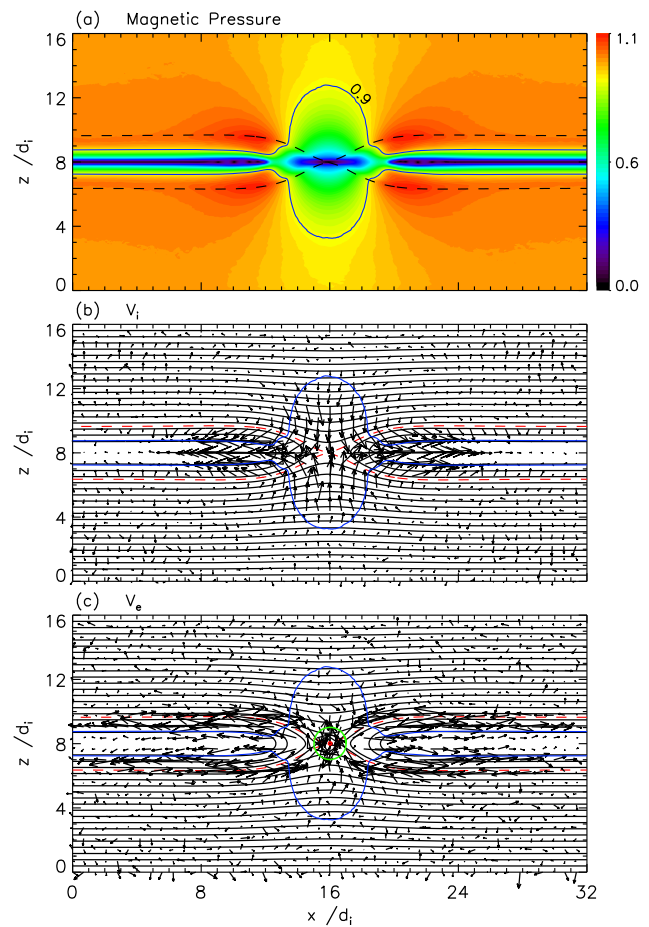 (a) Magnetic Pressure
16
12
8
4
0
z /d_i
0.9
1.1
0.6
0.0
(b) V_i
16
12
8
4
0
z /d_i
(c) V_e
16
12
8
4
0
z /d_i
0 8 16 24 32
x /d_i